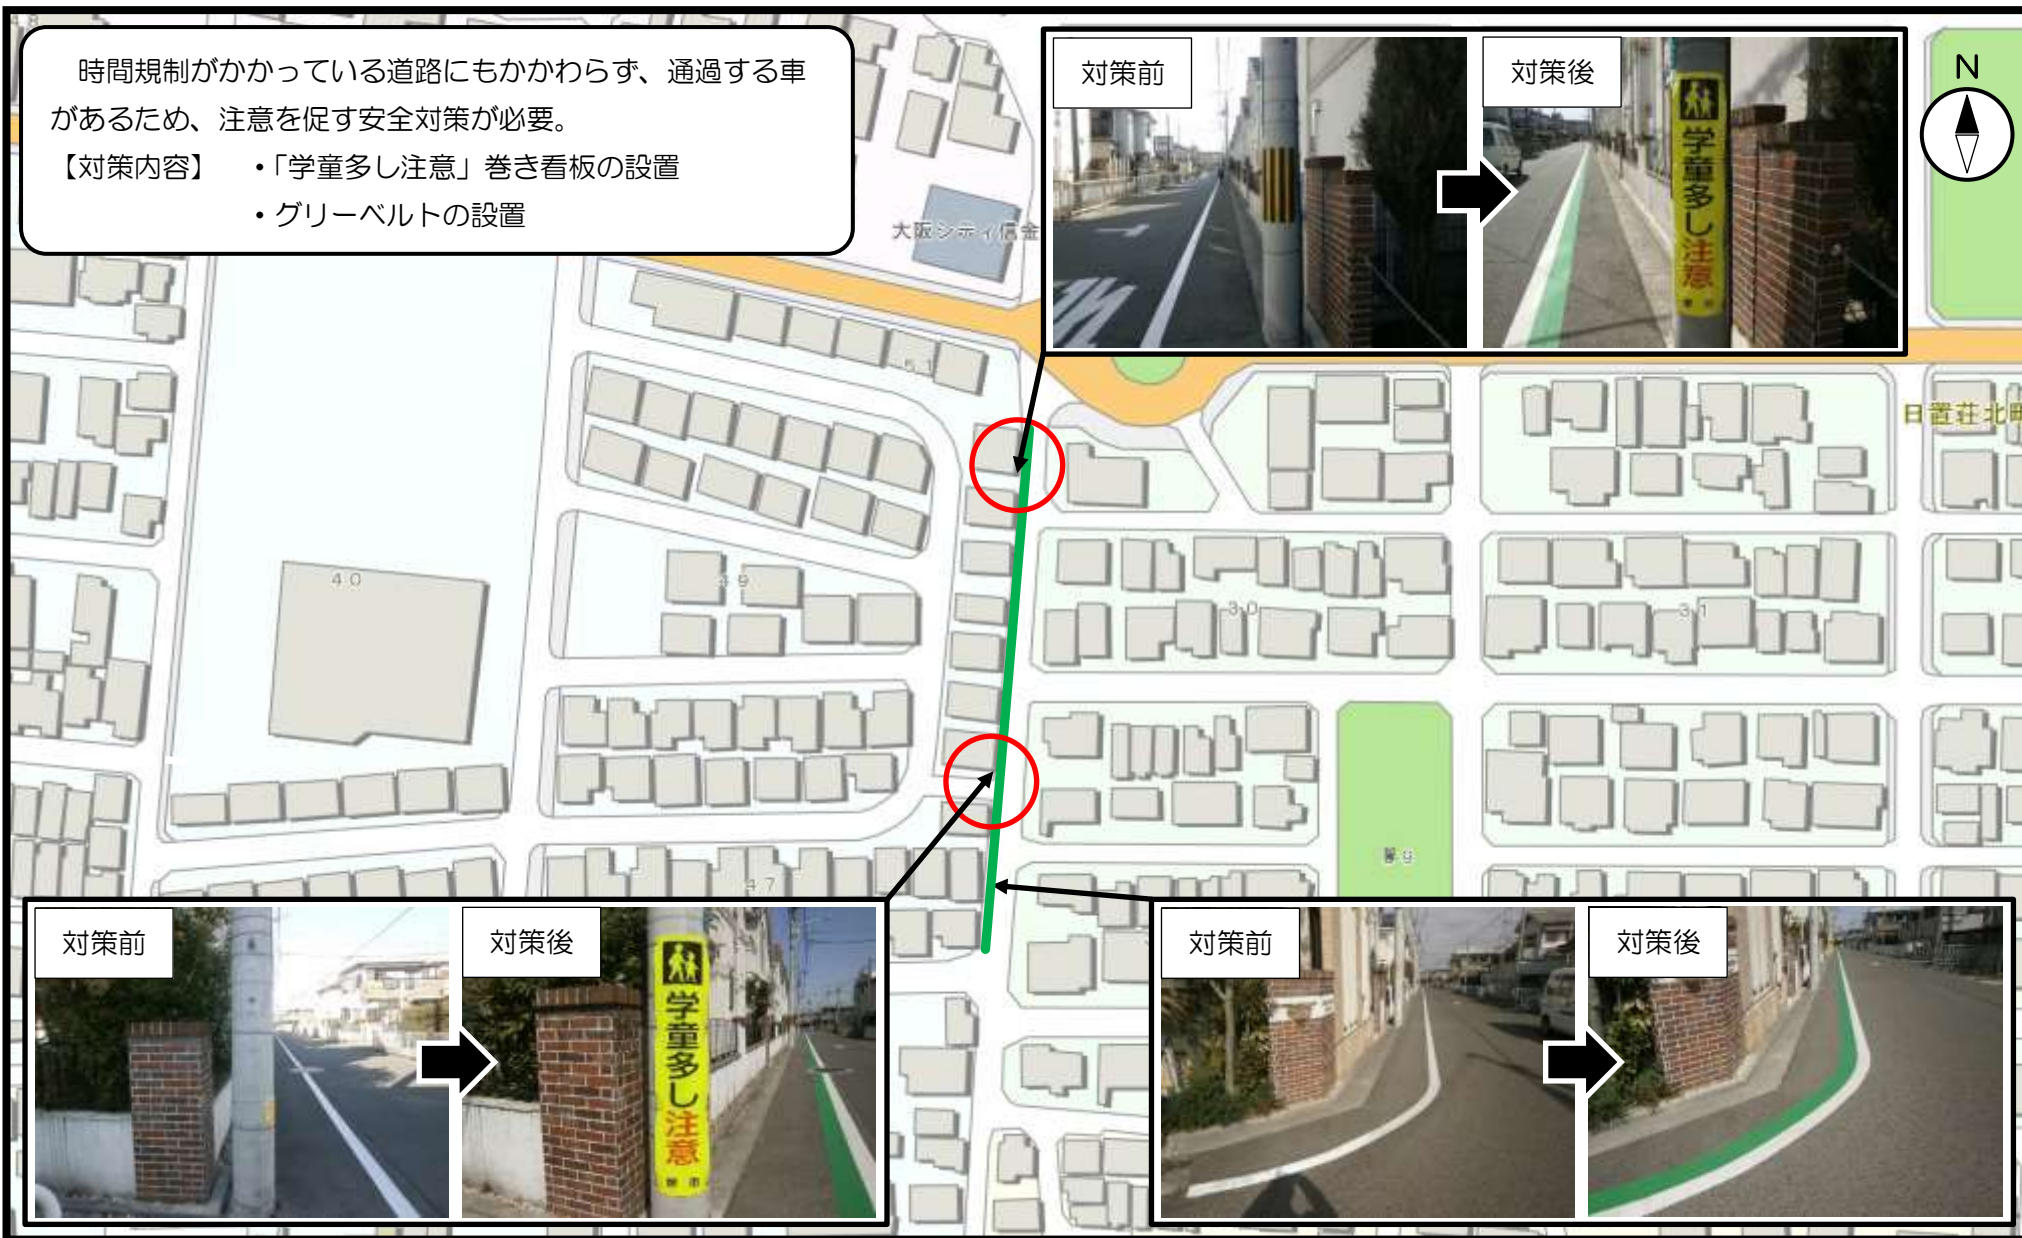 時間規制がかかっている道路にもかかわらず、通過する車
があるため、注意を促す安全対策が必要。
【対策内容】 ・「学童多し注意」巻き看板の設置
・グリーベルトの設置
対策前
対策後
学童多し注意
N
大阪シティ信金
51
日置荘北町
40
49
30
31
47
対策前
対策後
学童多し注意
対策前
対策後